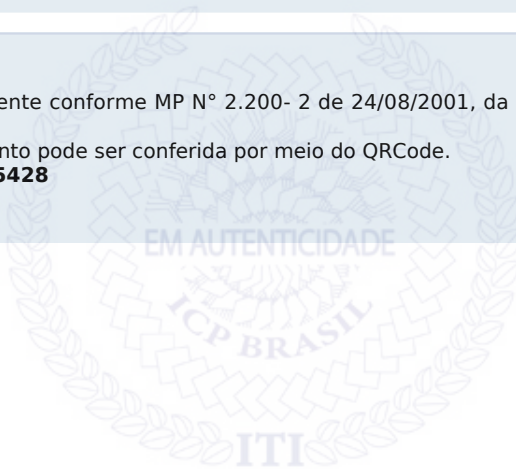 ente conforme MP N° 2.200- 2 de 24/08/2001, da
nto pode ser conferida por meio do QRCode.
5428
EM AUTENTICIDADE
ICP BRASIL
ITI